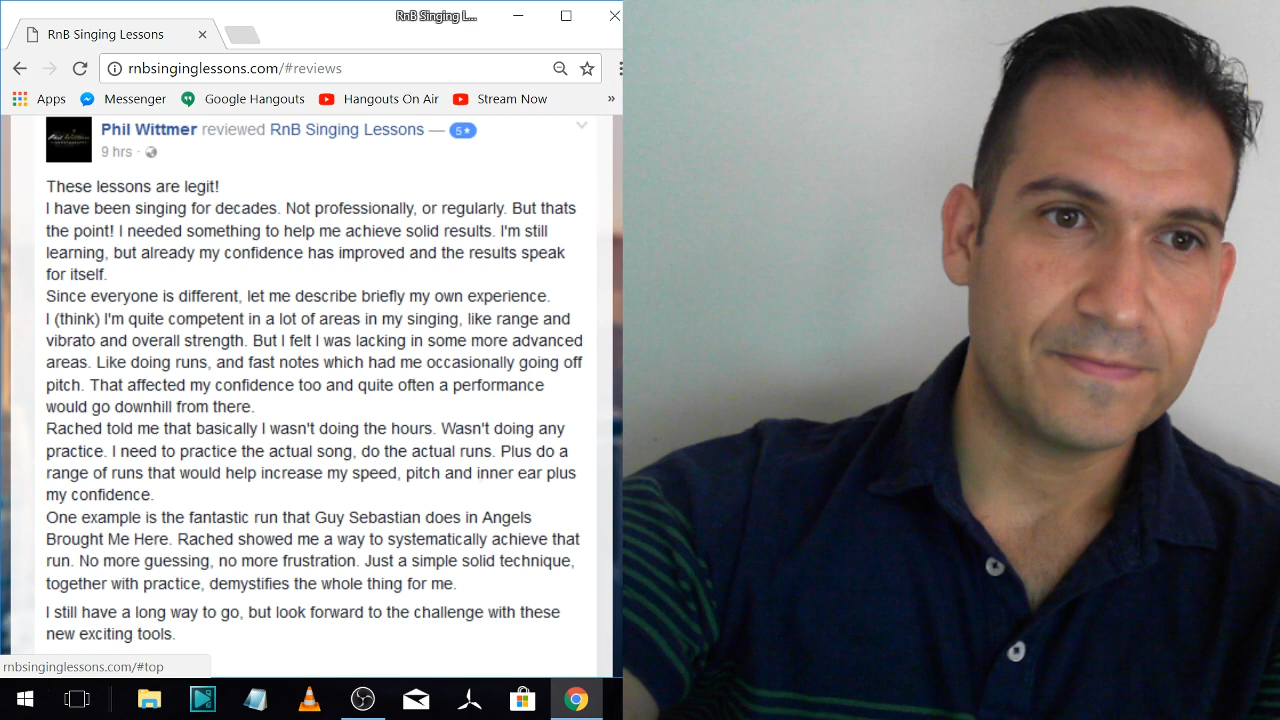 RnB Singing L...
RnB Singing Lessons
rnbsinginglessons.com/#reviews
Apps Messenger Google Hangouts Hangouts On Air Stream Now »
Phil Wittmer reviewed RnB Singing Lessons — 5★
9 hrs ·
These lessons are legit!
I have been singing for decades. Not professionally, or regularly. But thats
the point! I needed something to help me achieve solid results. I'm still
learning, but already my confidence has improved and the results speak
for itself.
Since everyone is different, let me describe briefly my own experience.
I (think) I'm quite competent in a lot of areas in my singing, like range and
vibrato and overall strength. But I felt I was lacking in some more advanced
areas. Like doing runs, and fast notes which had me occasionally going off
pitch. That affected my confidence too and quite often a performance
would go downhill from there.
Rached told me that basically I wasn't doing the hours. Wasn't doing any
practice. I need to practice the actual song, do the actual runs. Plus do a
range of runs that would help increase my speed, pitch and inner ear plus
my confidence.
One example is the fantastic run that Guy Sebastian does in Angels
Brought Me Here. Rached showed me a way to systematically achieve that
run. No more guessing, no more frustration. Just a simple solid technique,
together with practice, demystifies the whole thing for me.
I still have a long way to go, but look forward to the challenge with these
new exciting tools.
rnbsinginglessons.com/#top